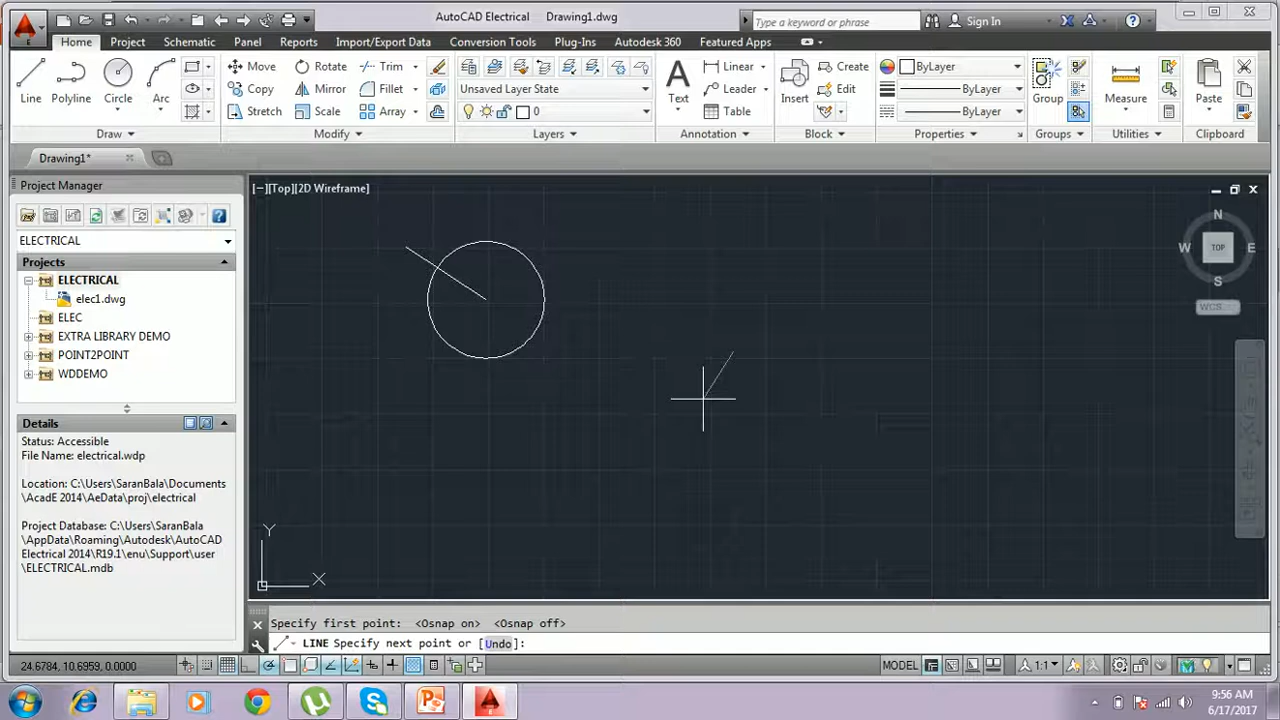 AutoCAD Electrical Drawing1.dwg
Type a keyword or phrase
Sign In
E
Home Project Schematic Panel Reports Import/Export Data Conversion Tools Plug-Ins Autodesk 360 Featured Apps
Line Polyline Circle Arc
Move Rotate Trim
Copy Mirror Fillet
Stretch Scale Array
Unsaved Layer State
0
Text
Linear
Leader
Table
Insert
Create
Edit
ByLayer
ByLayer
ByLayer
Group
Measure
Paste
Draw Modify Layers Annotation Block Properties Groups Utilities Clipboard
Drawing1*
Project Manager
ELECTRICAL
Projects
ELECTRICAL
elec1.dwg
ELEC
EXTRA LIBRARY DEMO
POINT2POINT
WDDEMO
Details
Status: Accessible
File Name: electrical.wdp
Location: C:\Users\SaranBala\Documents
\AcadE 2014\AeData\proj\electrical
Project Database: C:\Users\SaranBala
\AppData\Roaming\Autodesk\AutoCAD
Electrical 2014\R19.1\enu\Support\user
\ELECTRICAL.mdb
[−][Top][2D Wireframe]
N
W TOP E
S
WCS
Y
X
Specify first point: <Osnap on> <Osnap off>
LINE Specify next point or [Undo]:
24.6784, 10.6959, 0.0000
MODEL
1:1
9:56 AM
6/17/2017